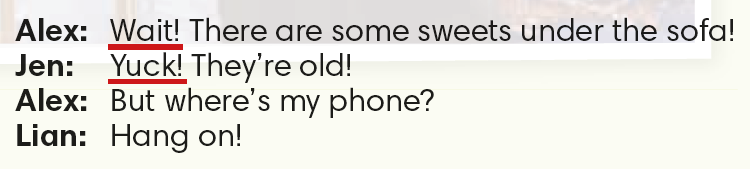 Alex: Wait! There are some sweets under the sofa!
Jen: Yuck! They're old!
Alex: But where's my phone?
Lian: Hang on!